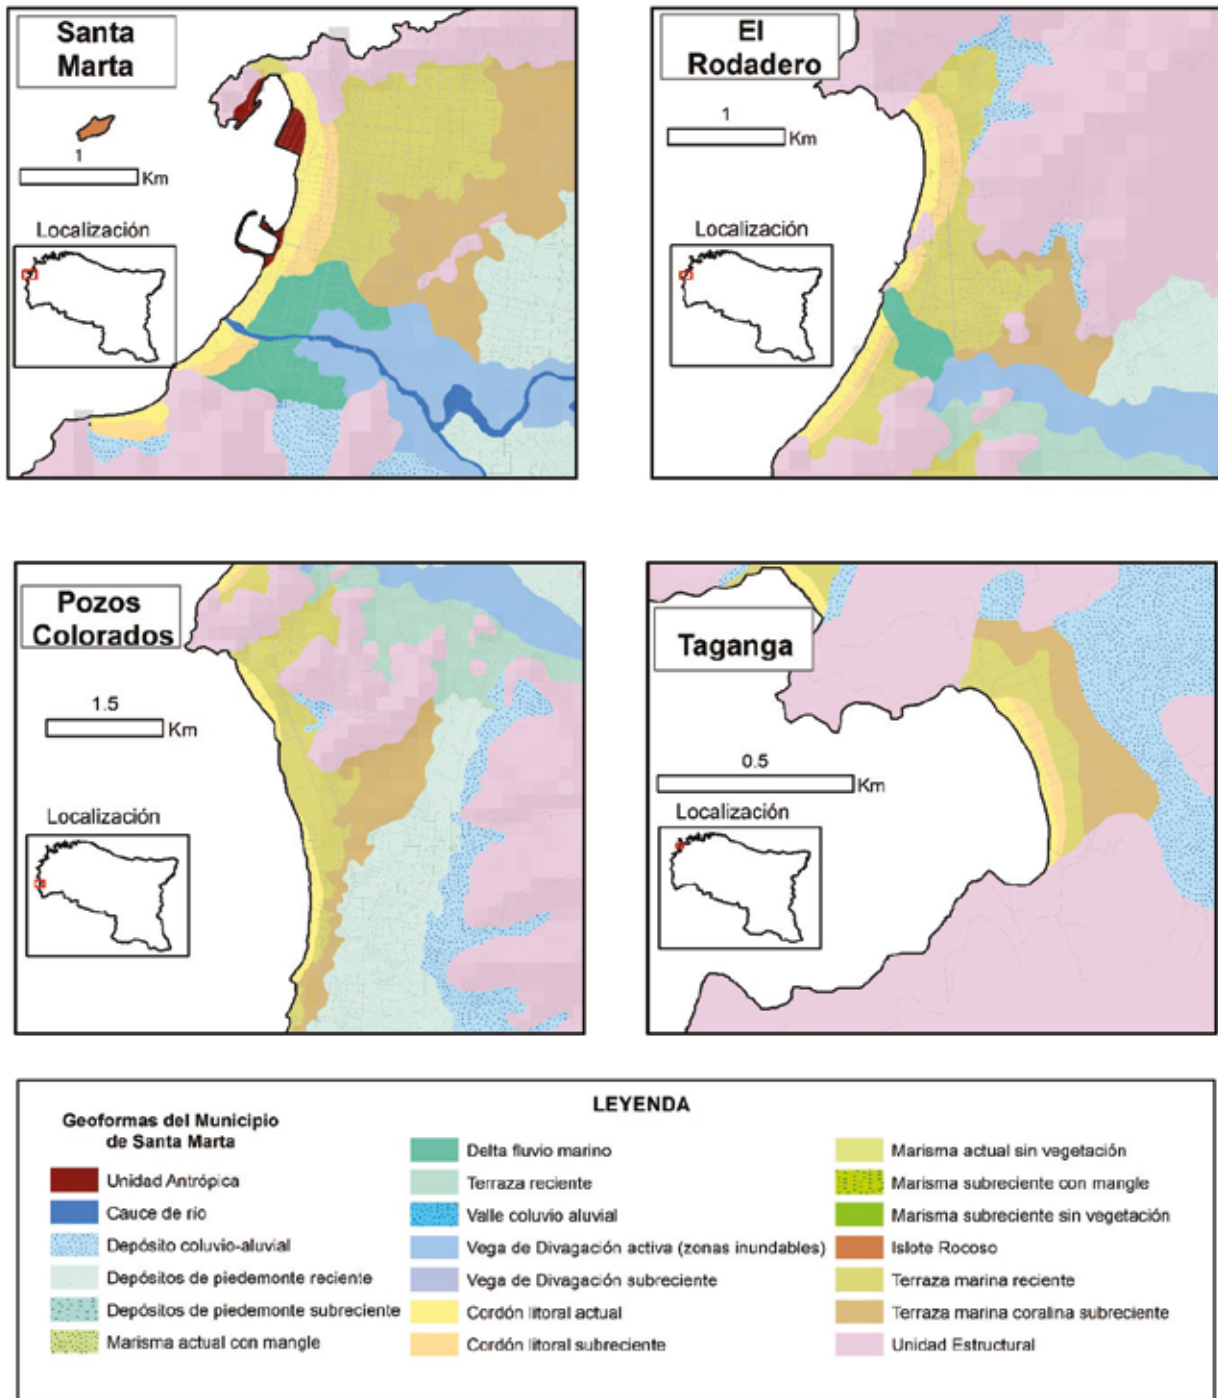 Santa
Marta
1
Km
Localización
El
Rodadero
1
Km
Localización
Pozos
Colorados
1.5
Km
Localización
Taganga
0.5
Km
Localización
LEYENDA
Geoformas del Municipio
de Santa Marta
Unidad Antrópica
Cauce de río
Depósito coluvio-aluvial
Depósitos de piedemonte reciente
Depósitos de piedemonte subreciente
Marisma actual con mangle
Delta fluvio marino
Terraza reciente
Valle coluvio aluvial
Vega de Divagación activa (zonas inundables)
Vega de Divagación subreciente
Cordón litoral actual
Cordón litoral subreciente
Marisma actual sin vegetación
Marisma subreciente con mangle
Marisma subreciente sin vegetación
Islote Rocoso
Terraza marina reciente
Terraza marina coralina subreciente
Unidad Estructural